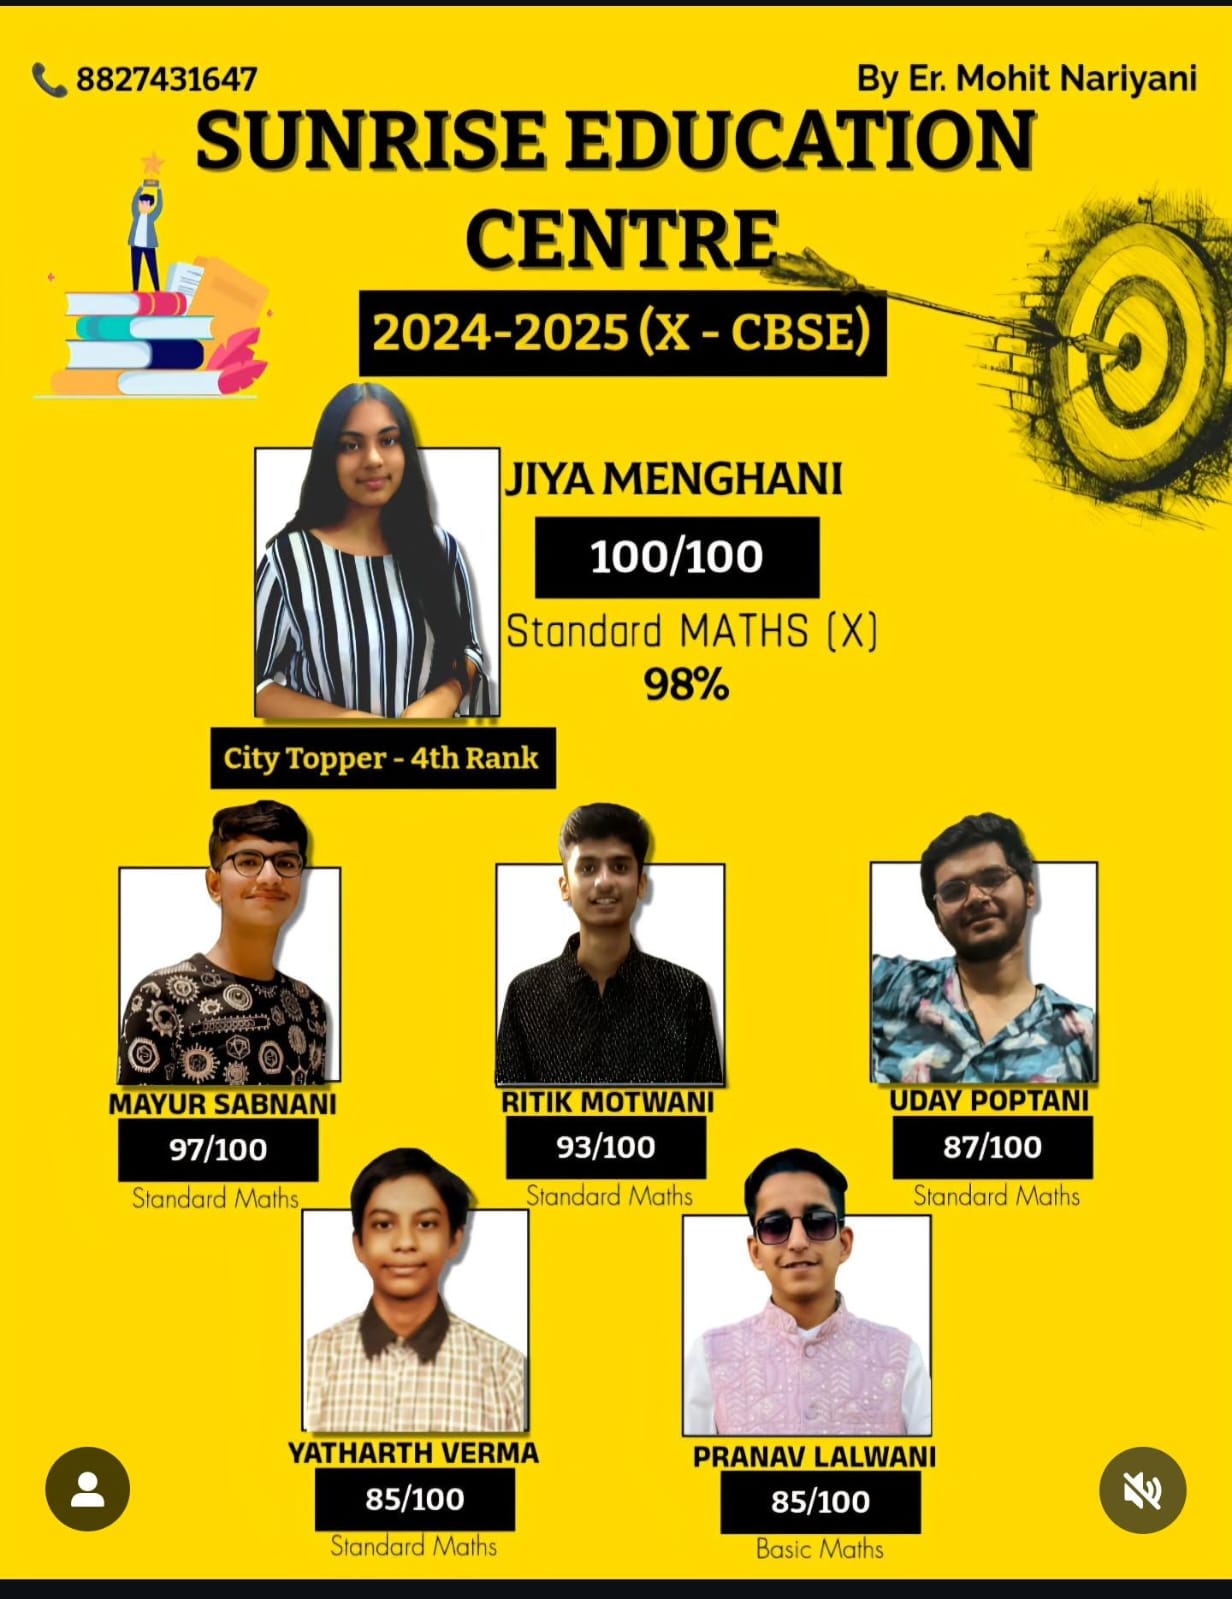 8827431647
By Er. Mohit Nariyani
SUNRISE EDUCATION
CENTRE
2024-2025 (X - CBSE)
JIYA MENGHANI
100/100
Standard MATHS (X)
98%
City Topper - 4th Rank
MAYUR SABNANI
97/100
Standard Maths
RITIK MOTWANI
93/100
Standard Maths
UDAY POPTANI
87/100
Standard Maths
YATHARTH VERMA
85/100
Standard Maths
PRANAV LALWANI
85/100
Basic Maths